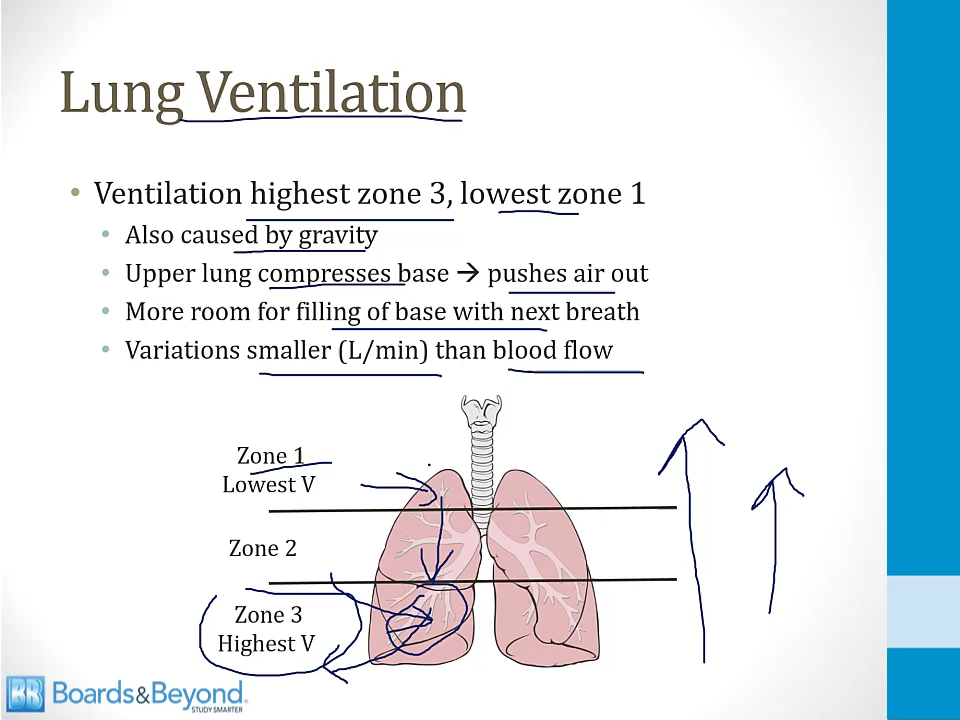 Lung Ventilation
• Ventilation highest zone 3, lowest zone 1
• Also caused by gravity
• Upper lung compresses base → pushes air out
• More room for filling of base with next breath
• Variations smaller (L/min) than blood flow
Zone 1
Lowest V
Zone 2
Zone 3
Highest V
BB Boards&Beyond.
STUDY SMARTER